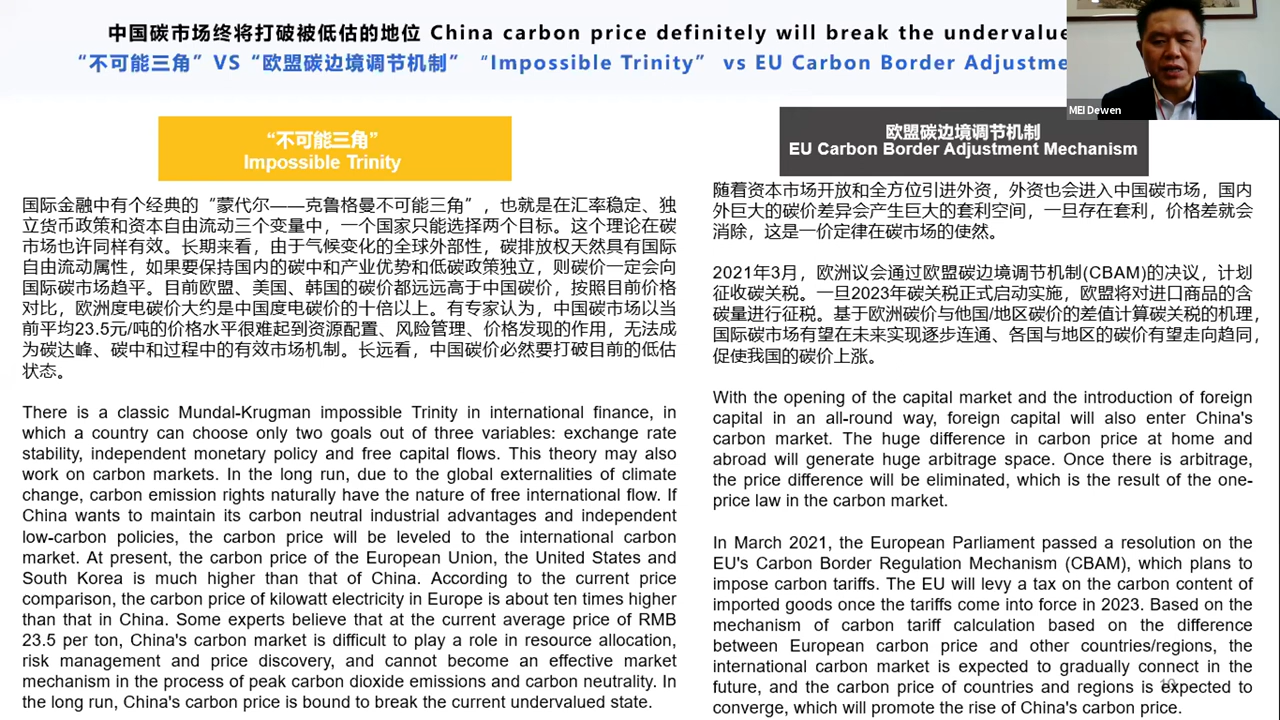 中国碳市场终将打破被低估的地位 China carbon price definitely will break the undervalue
“不可能三角” VS “欧盟碳边境调节机制” “Impossible Trinity” vs EU Carbon Border Adjustme
MEI Dewen
“不可能三角”
Impossible Trinity
国际金融中有个经典的“蒙代尔——克鲁格曼不可能三角”，也就是在汇率稳定、独
立货币政策和资本自由流动三个变量中，一个国家只能选择两个目标。这个理论在碳
市场也许同样有效。长期来看，由于气候变化的全球外部性，碳排放权天然具有国际
自由流动属性，如果要保持国内的碳中和产业优势和低碳政策独立，则碳价一定会向
国际碳市场趋平。目前欧盟、美国、韩国的碳价都远远高于中国碳价，按照目前价格
对比，欧洲度电碳价大约是中国度电碳价的十倍以上。有专家认为，中国碳市场以当
前平均23.5元/吨的价格水平很难起到资源配置、风险管理、价格发现的作用，无法成
为碳达峰、碳中和过程中的有效市场机制。长远看，中国碳价必然要打破目前的低估
状态。
There is a classic Mundal-Krugman impossible Trinity in international finance, in
which a country can choose only two goals out of three variables: exchange rate
stability, independent monetary policy and free capital flows. This theory may also
work on carbon markets. In the long run, due to the global externalities of climate
change, carbon emission rights naturally have the nature of free international flow. If
China wants to maintain its carbon neutral industrial advantages and independent
low-carbon policies, the carbon price will be leveled to the international carbon
market. At present, the carbon price of the European Union, the United States and
South Korea is much higher than that of China. According to the current price
comparison, the carbon price of kilowatt electricity in Europe is about ten times higher
than that in China. Some experts believe that at the current average price of RMB
23.5 per ton, China's carbon market is difficult to play a role in resource allocation,
risk management and price discovery, and cannot become an effective market
mechanism in the process of peak carbon dioxide emissions and carbon neutrality. In
the long run, China's carbon price is bound to break the current undervalued state.
欧盟碳边境调节机制
EU Carbon Border Adjustment Mechanism
随着资本市场开放和全方位引进外资，外资也会进入中国碳市场，国内
外巨大的碳价差异会产生巨大的套利空间，一旦存在套利，价格差就会
消除，这是一价定律在碳市场的使然。
2021年3月，欧洲议会通过欧盟碳边境调节机制(CBAM)的决议，计划
征收碳关税。一旦2023年碳关税正式启动实施，欧盟将对进口商品的含
碳量进行征税。基于欧洲碳价与他国/地区碳价的差值计算碳关税的机理，
国际碳市场有望在未来实现逐步连通、各国与地区的碳价有望走向趋同，
促使我国的碳价上涨。
With the opening of the capital market and the introduction of foreign
capital in an all-round way, foreign capital will also enter China's
carbon market. The huge difference in carbon price at home and
abroad will generate huge arbitrage space. Once there is arbitrage,
the price difference will be eliminated, which is the result of the one-
price law in the carbon market.
In March 2021, the European Parliament passed a resolution on the
EU's Carbon Border Regulation Mechanism (CBAM), which plans to
impose carbon tariffs. The EU will levy a tax on the carbon content of
imported goods once the tariffs come into force in 2023. Based on the
mechanism of carbon tariff calculation based on the difference
between European carbon price and other countries/regions, the
international carbon market is expected to gradually connect in the
future, and the carbon price of countries and regions is expected to
converge, which will promote the rise of China's carbon price.